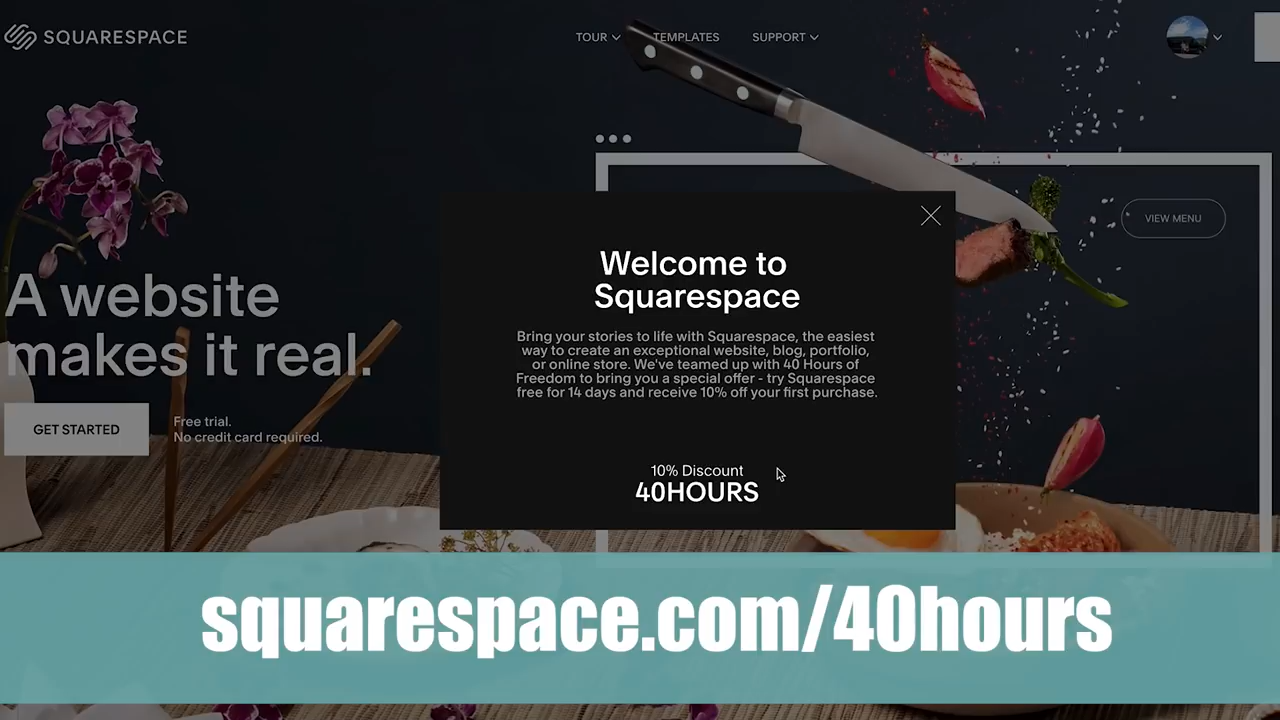 SQUARESPACE
TOUR
TEMPLATES
SUPPORT
VIEW MENU
A website
makes it real.
GET STARTED
Free trial.
No credit card required.
Welcome to
Squarespace
Bring your stories to life with Squarespace, the easiest
way to create an exceptional website, blog, portfolio,
or online store. We've teamed up with 40 Hours of
Freedom to bring you a special offer - try Squarespace
free for 14 days and receive 10% off your first purchase.
10% Discount
40HOURS
squarespace.com/40hours